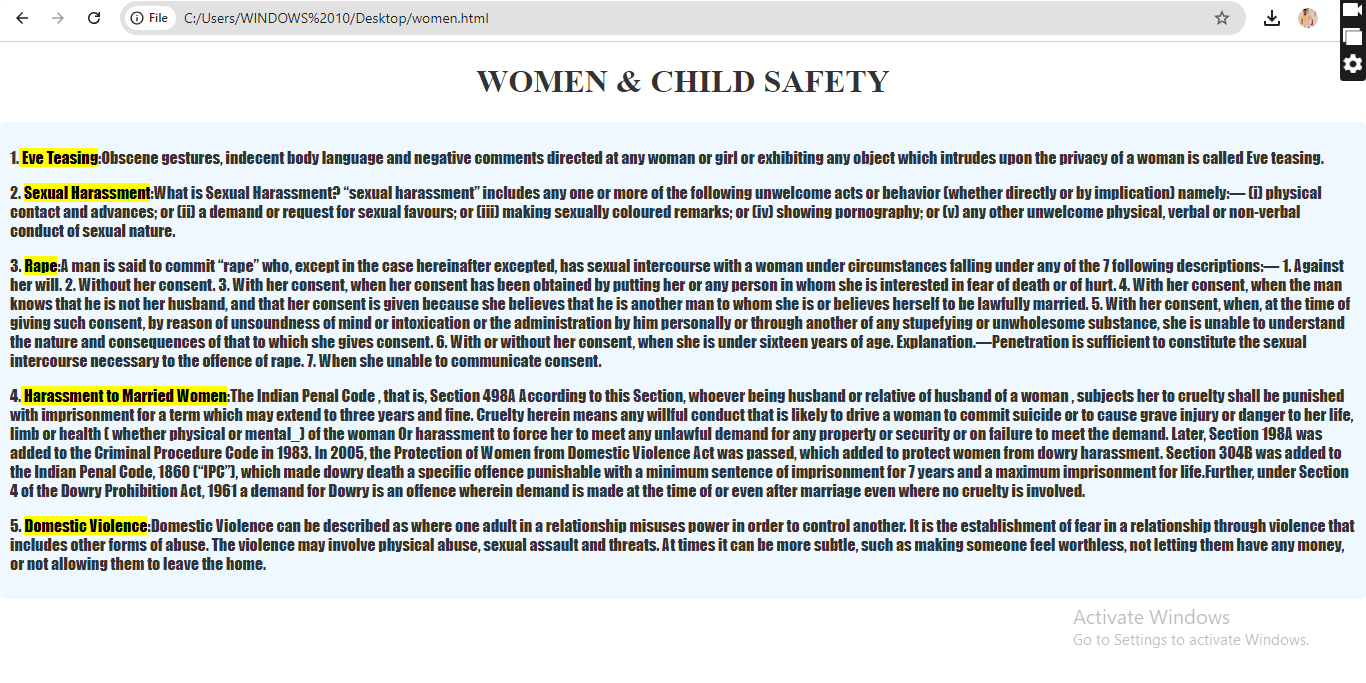 File C:/Users/WINDOWS%2010/Desktop/women.html
WOMEN & CHILD SAFETY
1. Eve Teasing:Obscene gestures, indecent body language and negative comments directed at any woman or girl or exhibiting any object which intrudes upon the privacy of a woman is called Eve teasing.
2. Sexual Harassment:What is Sexual Harassment? “sexual harassment” includes any one or more of the following unwelcome acts or behavior (whether directly or by implication) namely:— (i) physical
contact and advances; or (ii) a demand or request for sexual favours; or (iii) making sexually coloured remarks; or (iv) showing pornography; or (v) any other unwelcome physical, verbal or non-verbal
conduct of sexual nature.
3. Rape:A man is said to commit “rape” who, except in the case hereinafter excepted, has sexual intercourse with a woman under circumstances falling under any of the 7 following descriptions:— 1. Against
her will. 2. Without her consent. 3. With her consent, when her consent has been obtained by putting her or any person in whom she is interested in fear of death or of hurt. 4. With her consent, when the man
knows that he is not her husband, and that her consent is given because she believes that he is another man to whom she is or believes herself to be lawfully married. 5. With her consent, when, at the time of
giving such consent, by reason of unsoundness of mind or intoxication or the administration by him personally or through another of any stupefying or unwholesome substance, she is unable to understand
the nature and consequences of that to which she gives consent. 6. With or without her consent, when she is under sixteen years of age. Explanation.—Penetration is sufficient to constitute the sexual
intercourse necessary to the offence of rape. 7. When she unable to communicate consent.
4. Harassment to Married Women:The Indian Penal Code , that is, Section 498A According to this Section, whoever being husband or relative of husband of a woman , subjects her to cruelty shall be punished
with imprisonment for a term which may extend to three years and fine. Cruelty herein means any willful conduct that is likely to drive a woman to commit suicide or to cause grave injury or danger to her life,
limb or health ( whether physical or mental_) of the woman Or harassment to force her to meet any unlawful demand for any property or security or on failure to meet the demand. Later, Section 198A was
added to the Criminal Procedure Code in 1983. In 2005, the Protection of Women from Domestic Violence Act was passed, which added to protect women from dowry harassment. Section 304B was added to
the Indian Penal Code, 1860 (“IPC”), which made dowry death a specific offence punishable with a minimum sentence of imprisonment for 7 years and a maximum imprisonment for life.Further, under Section
4 of the Dowry Prohibition Act, 1961 a demand for Dowry is an offence wherein demand is made at the time of or even after marriage even where no cruelty is involved.
5. Domestic Violence:Domestic Violence can be described as where one adult in a relationship misuses power in order to control another. It is the establishment of fear in a relationship through violence that
includes other forms of abuse. The violence may involve physical abuse, sexual assault and threats. At times it can be more subtle, such as making someone feel worthless, not letting them have any money,
or not allowing them to leave the home.
Activate Windows
Go to Settings to activate Windows.